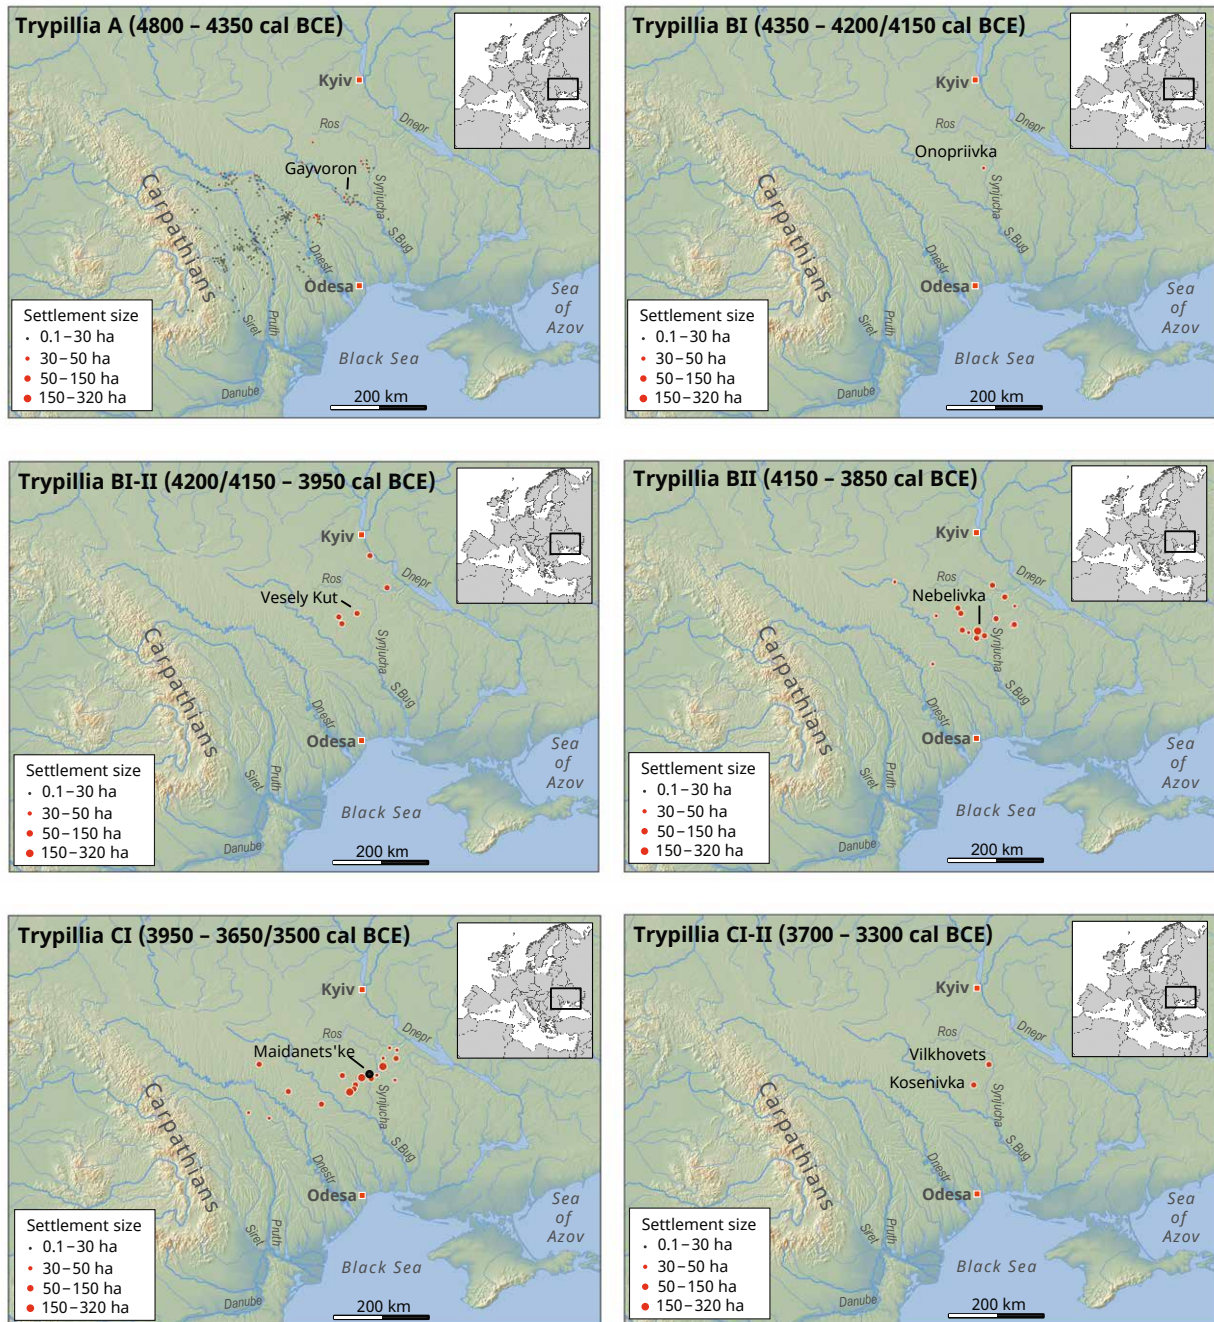 Trypillia A (4800 – 4350 cal BCE)
Kyiv
Ros
Dnepr
Gayvoron
Synjucha
Carpathians
S.Bug
Dnestr
Odesa
Sea
of
Azov
Siret
Pruth
Black Sea
Danube
200 km
Settlement size
0.1–30 ha
30–50 ha
50–150 ha
150–320 ha
Trypillia BI (4350 – 4200/4150 cal BCE)
Kyiv
Ros
Dnepr
Onopriivka
Synjucha
Carpathians
S.Bug
Dnestr
Odesa
Sea
of
Azov
Siret
Pruth
Black Sea
Danube
200 km
Settlement size
0.1–30 ha
30–50 ha
50–150 ha
150–320 ha
Trypillia BI-II (4200/4150 – 3950 cal BCE)
Kyiv
Ros
Dnepr
Vesely Kut
Synjucha
Carpathians
S.Bug
Dnestr
Odesa
Sea
of
Azov
Siret
Pruth
Black Sea
Danube
200 km
Settlement size
0.1–30 ha
30–50 ha
50–150 ha
150–320 ha
Trypillia BII (4150 – 3850 cal BCE)
Kyiv
Ros
Dnepr
Nebelivka
Synjucha
Carpathians
S.Bug
Dnestr
Odesa
Sea
of
Azov
Siret
Pruth
Black Sea
Danube
200 km
Settlement size
0.1–30 ha
30–50 ha
50–150 ha
150–320 ha
Trypillia CI (3950 – 3650/3500 cal BCE)
Kyiv
Ros
Dnepr
Maidanets'ke
Synjucha
Carpathians
S.Bug
Dnestr
Odesa
Sea
of
Azov
Siret
Pruth
Black Sea
Danube
200 km
Settlement size
0.1–30 ha
30–50 ha
50–150 ha
150–320 ha
Trypillia CI-II (3700 – 3300 cal BCE)
Kyiv
Ros
Dnepr
Vilkhovets
Kosenivka
Synjucha
Carpathians
S.Bug
Dnestr
Odesa
Sea
of
Azov
Siret
Pruth
Black Sea
Danube
200 km
Settlement size
0.1–30 ha
30–50 ha
50–150 ha
150–320 ha